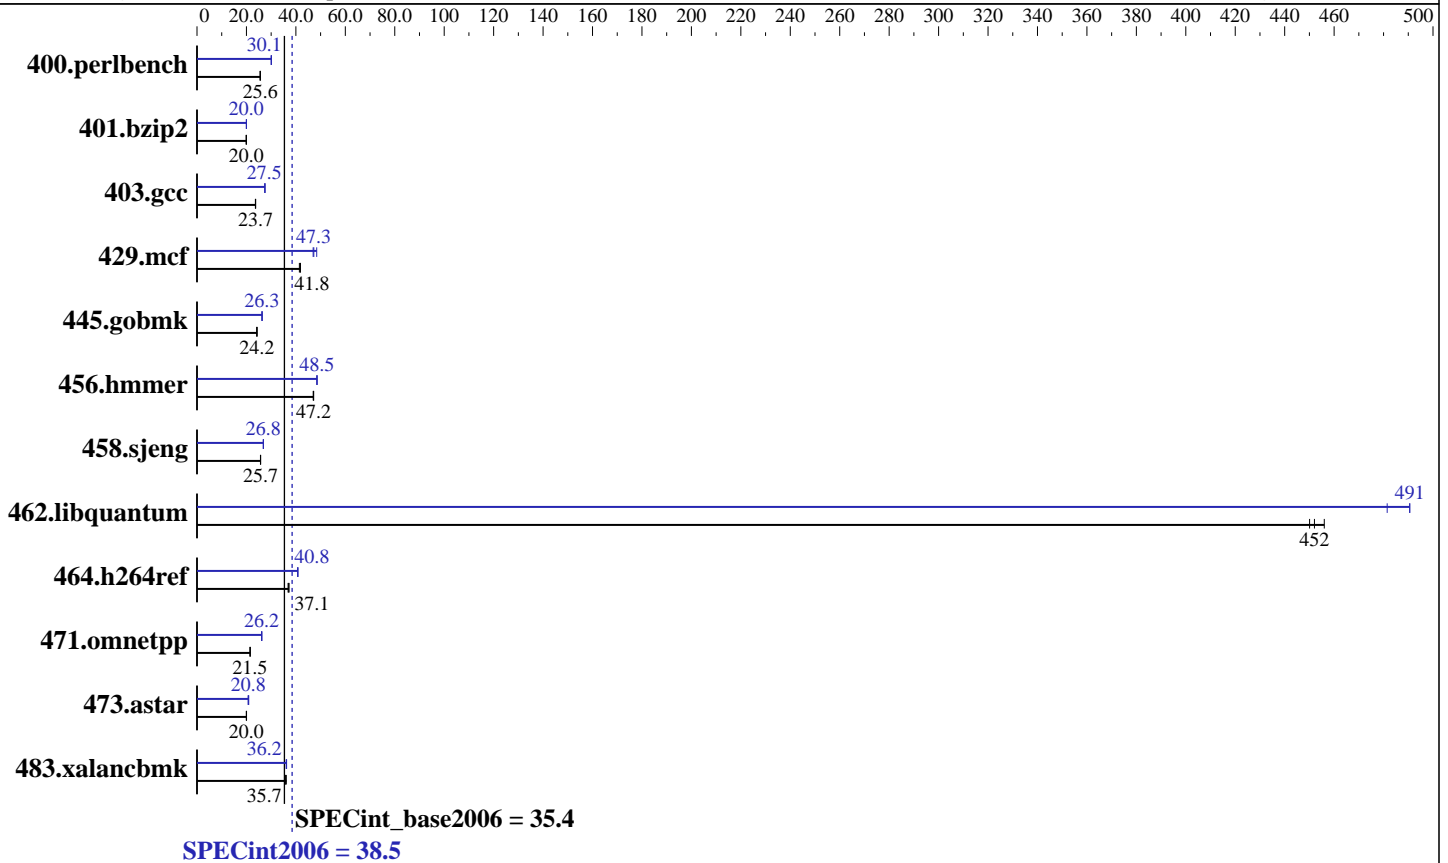 0 20.0 40.0 60.0 80.0 100 120 140 160 180 200 220 240 260 280 300 320 340 360 380 400 420 440 460 500
30.1
400.perlbench
25.6
20.0
401.bzip2
20.0
27.5
403.gcc
23.7
47.3
429.mcf
41.8
26.3
445.gobmk
24.2
48.5
456.hmmer
47.2
26.8
458.sjeng
25.7
491
462.libquantum
452
40.8
464.h264ref
37.1
26.2
471.omnetpp
21.5
20.8
473.astar
20.0
36.2
483.xalancbmk
35.7
SPECint_base2006 = 35.4
SPECint2006 = 38.5